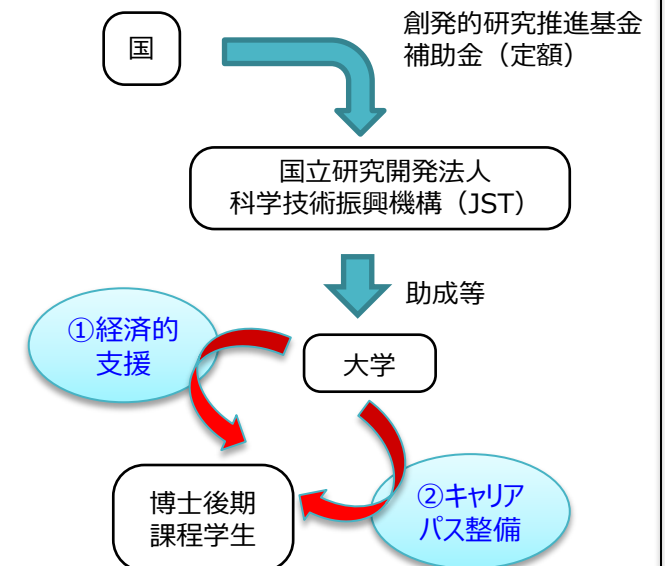 国
創発的研究推進基金
補助金（定額）
国立研究開発法人
科学技術振興機構（JST）
助成等
①経済的
支援
大学
博士後期
課程学生
②キャリア
パス整備